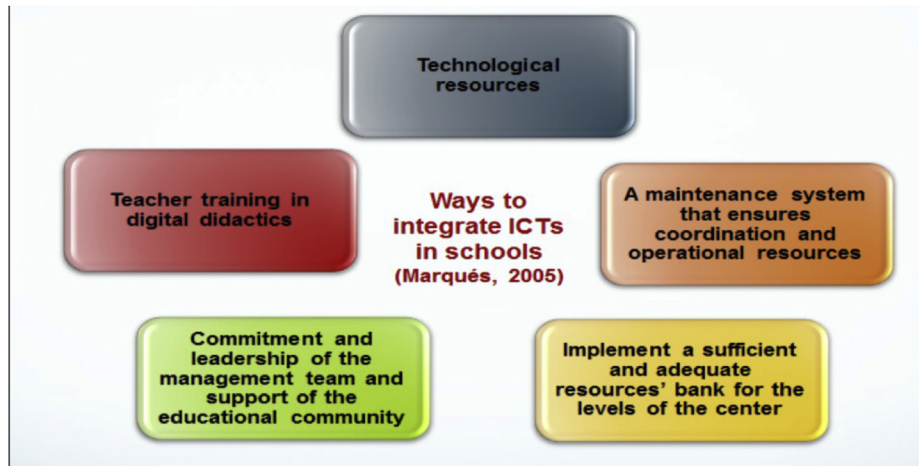 Technological
resources
Teacher training in
digital didactics
Ways to
integrate ICTs
in schools
(Marqués, 2005)
A maintenance system
that ensures
coordination and
operational resources
Commitment and
leadership of the
management team and
support of the
educational community
Implement a sufficient
and adequate
resources’ bank for the
levels of the center